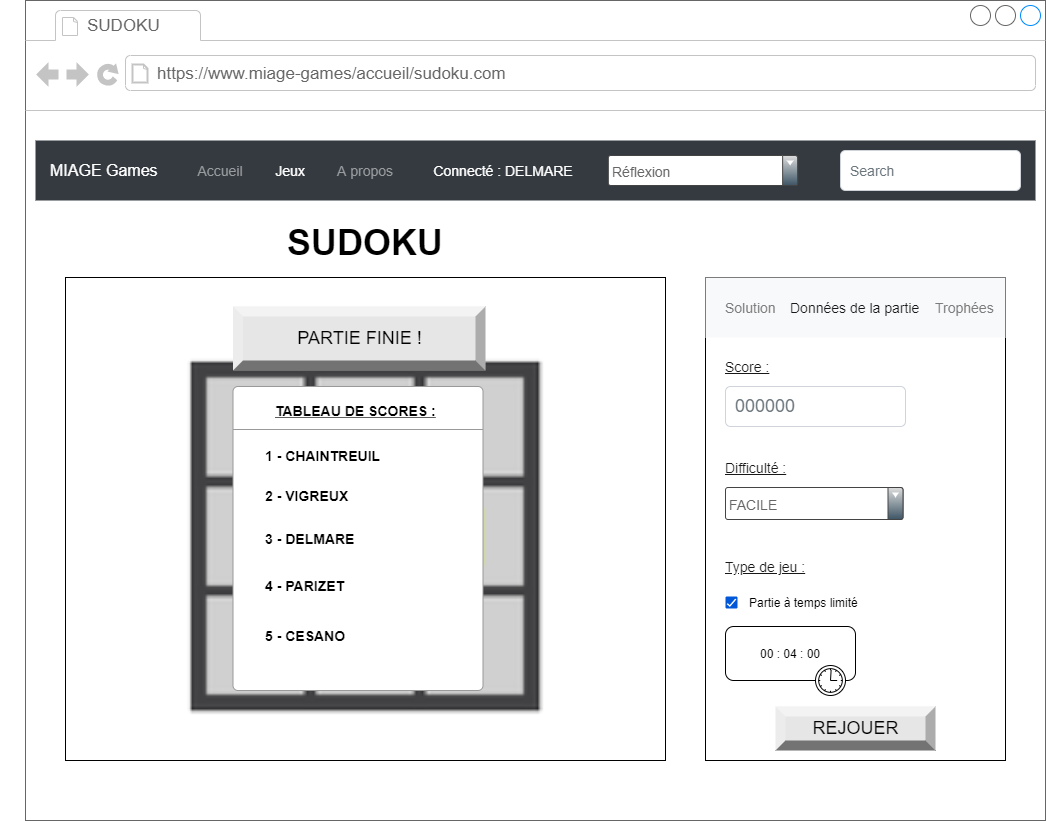 SUDOKU
https://www.miage-games/accueil/sudoku.com
MIAGE Games Accueil Jeux A propos Connecté : DELMARE Réflexion Search
SUDOKU
PARTIE FINIE !
TABLEAU DE SCORES :
1 - CHAINTREUIL
2 - VIGREUX
3 - DELMARE
4 - PARIZET
5 - CESANO
Solution Données de la partie Trophées
Score :
000000
Difficulté :
FACILE
Type de jeu :
Partie à temps limité
00 : 04 : 00
REJOUER